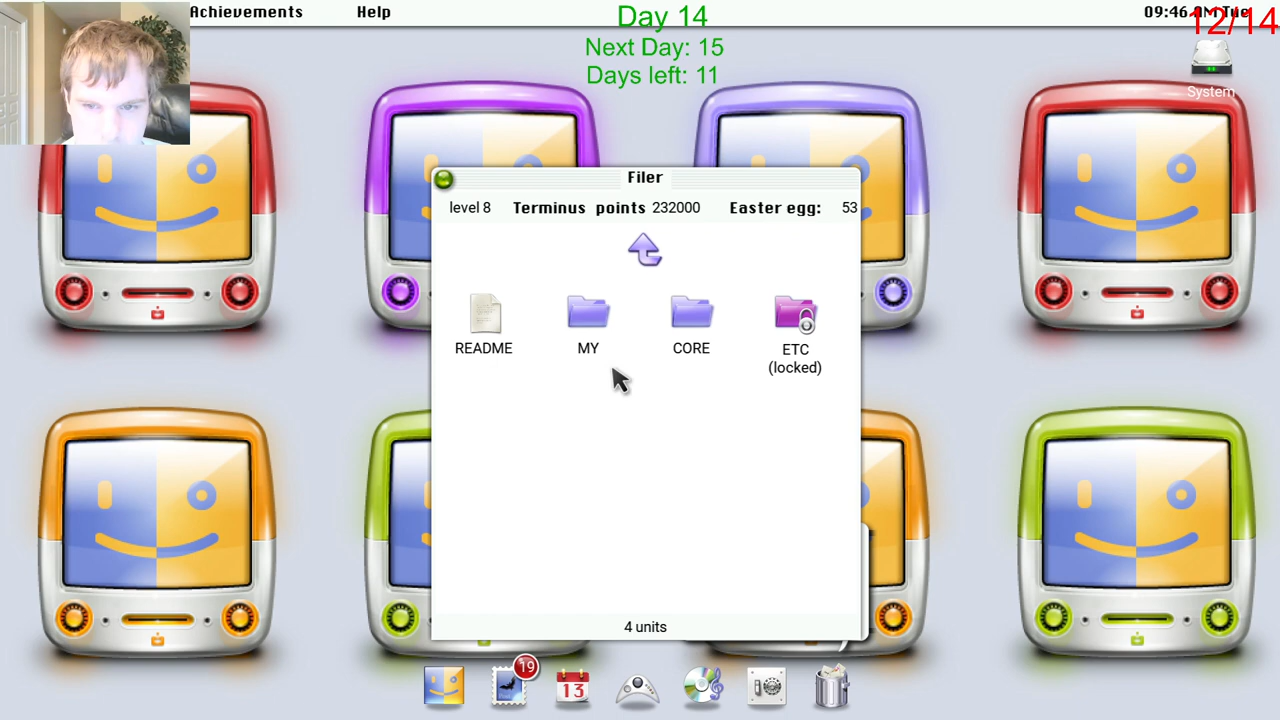 Achievements Help
Day 14
Next Day: 15
Days left: 11
09:46 AM Tue
12/14
System
Filer
level 8 Terminus points 232000 Easter egg: 53
README MY CORE ETC
(locked)
4 units
19
13